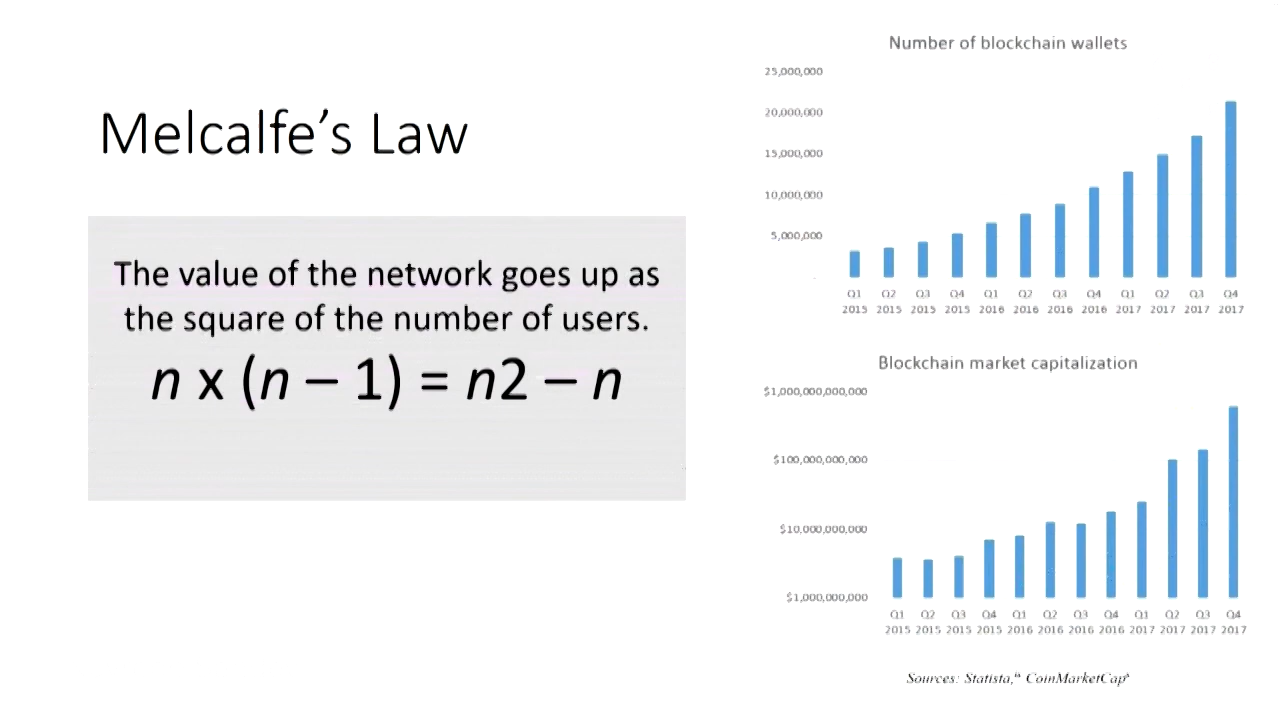 Melcalfe’s Law
The value of the network goes up as
the square of the number of users.
n x (n – 1) = n2 – n
Number of blockchain wallets
25,000,000
20,000,000
15,000,000
10,000,000
5,000,000
-
Q1 Q2 Q3 Q4 Q1 Q2 Q3 Q4 Q1 Q2 Q3 Q4
2015 2015 2015 2015 2016 2016 2016 2016 2017 2017 2017 2017
Blockchain market capitalization
$1,000,000,000,000
$100,000,000,000
$10,000,000,000
$1,000,000,000
Q1 Q2 Q3 Q4 Q1 Q2 Q3 Q4 Q1 Q2 Q3 Q4
2015 2015 2015 2015 2016 2016 2016 2016 2017 2017 2017 2017
Sources: Statista, CoinMarketCap